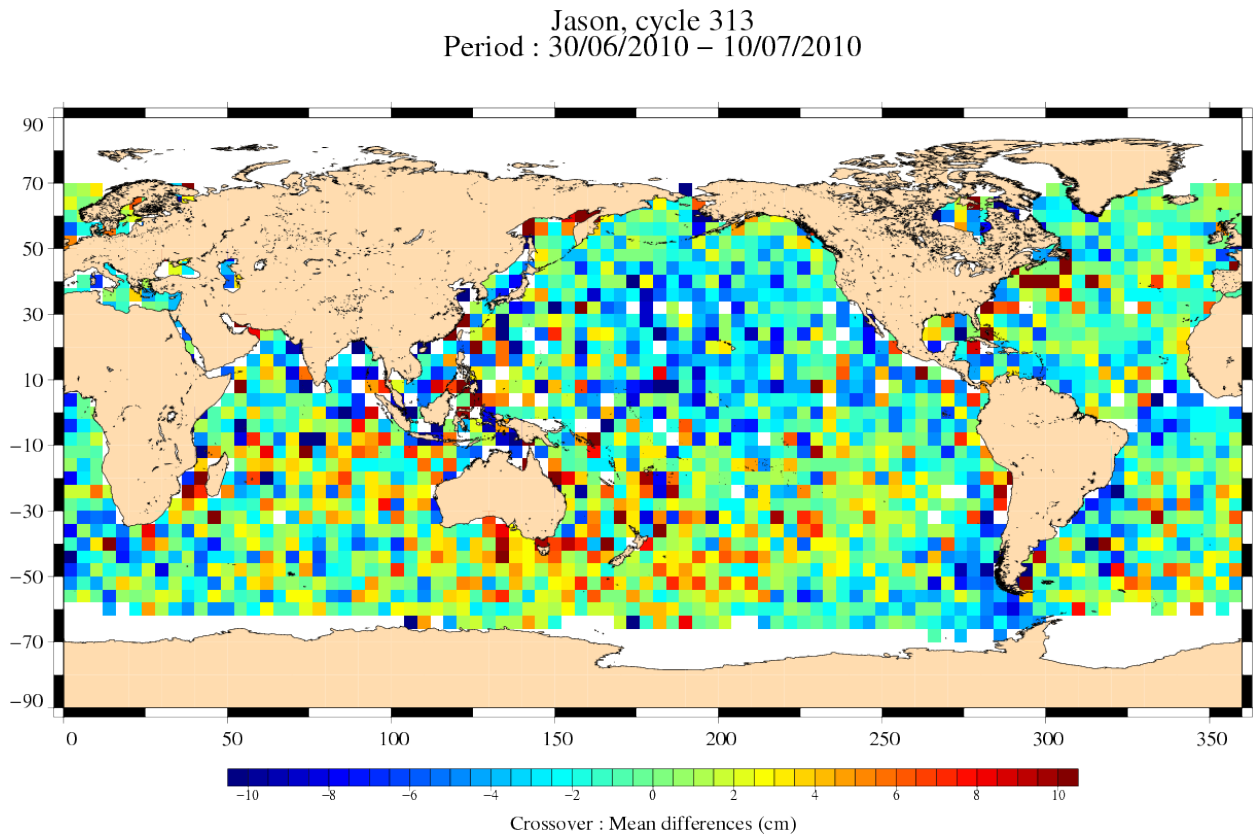 Jason, cycle 313
Period : 30/06/2010 – 10/07/2010
90
70
50
30
10
−10
−30
−50
−70
−90
0 50 100 150 200 250 300 350
−10 −8 −6 −4 −2 0 2 4 6 8 10
Crossover : Mean differences (cm)